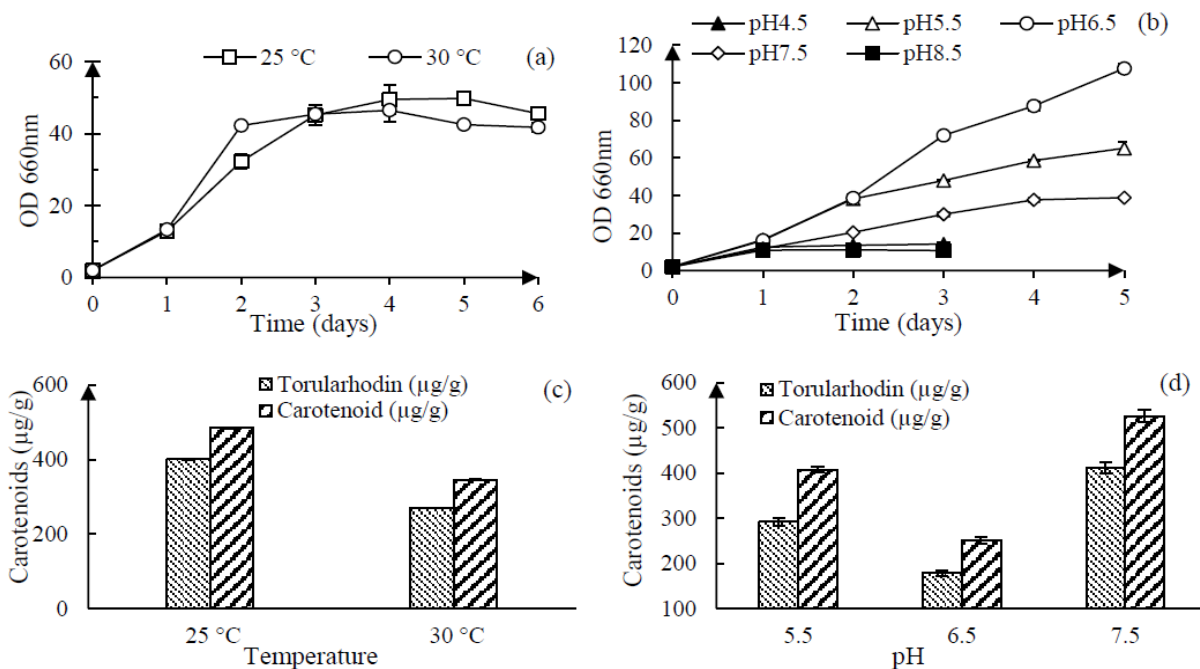 25 °C
30 °C
(a)
OD 660nm
60
40
20
0
0 1 2 3 4 5 6
Time (days)
pH4.5
pH5.5
pH6.5
pH7.5
pH8.5
(b)
OD 660nm
120
100
80
60
40
20
0
0 1 2 3 4 5
Time (days)
Torularhodin (µg/g)
Carotenoid (µg/g)
(c)
Carotenoids (µg/g)
600
400
200
0
25 °C 30 °C
Temperature
Torularhodin (µg/g)
Carotenoid (µg/g)
(d)
Carotenoids (µg/g)
600
500
400
300
200
100
5.5 6.5 7.5
pH